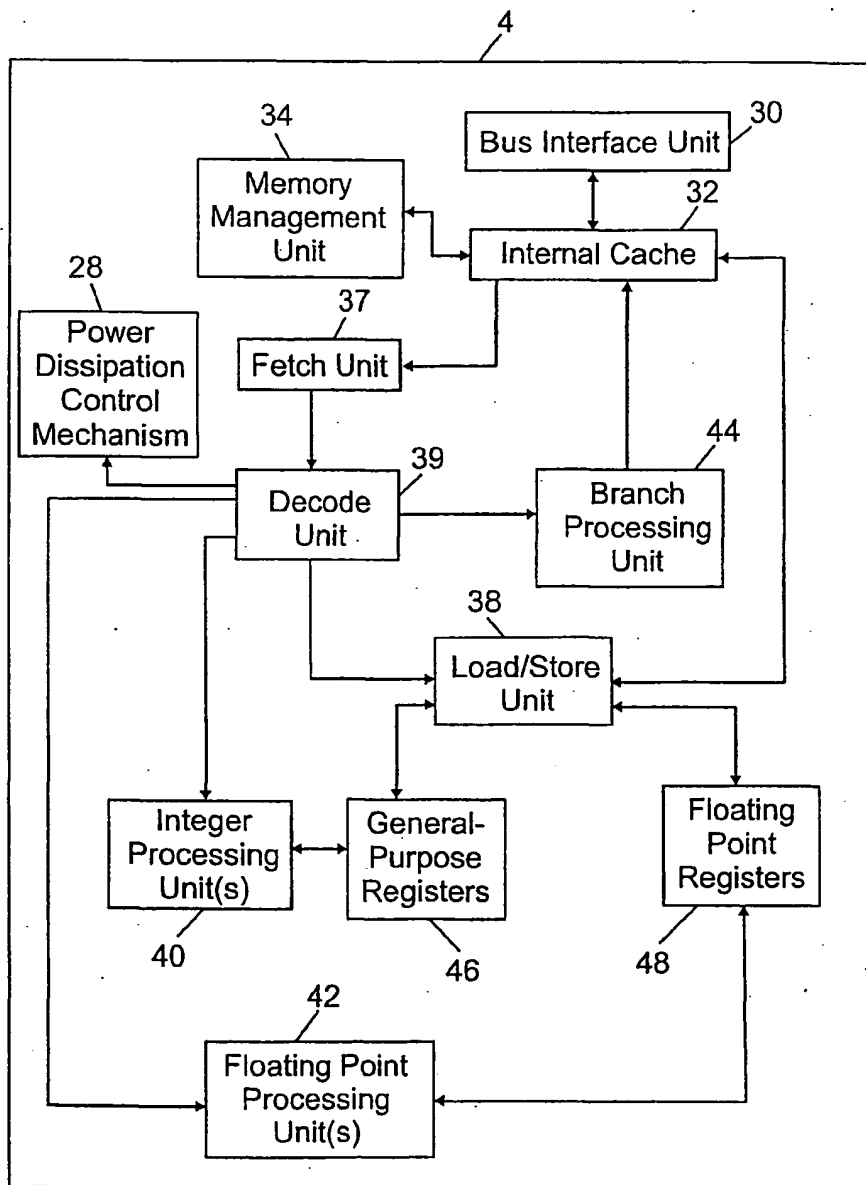 4
30
Bus Interface Unit
34
Memory
Management
Unit
32
Internal Cache
28
Power
Dissipation
Control
Mechanism
37
Fetch Unit
39
Decode
Unit
44
Branch
Processing
Unit
38
Load/Store
Unit
Integer
Processing
Unit(s)
40
General-
Purpose
Registers
46
Floating
Point
Registers
48
42
Floating Point
Processing
Unit(s)